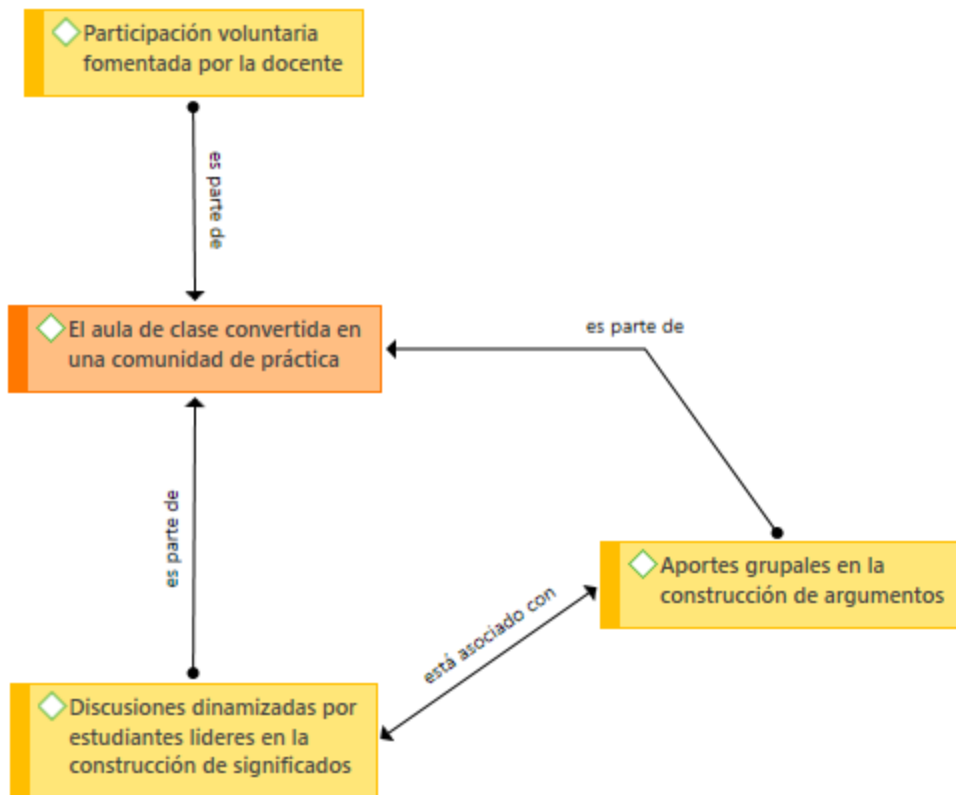 Participación voluntaria
fomentada por la docente
es parte de
El aula de clase convertida en
una comunidad de práctica
es parte de
es parte de
Aportes grupales en la
construcción de argumentos
está asociado con
Discusiones dinamizadas por
estudiantes lideres en la
construcción de significados